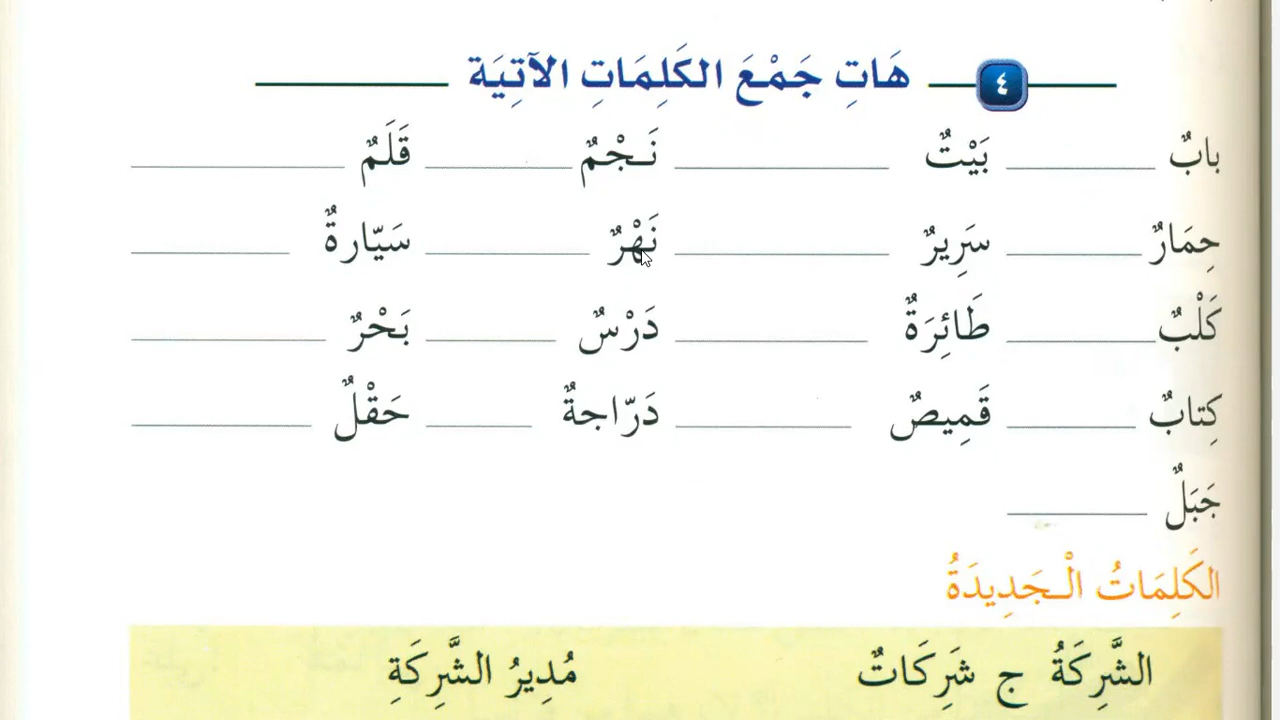 ٤ هَاتِ جَمْعَ الكَلِمَاتِ الآتِيَة
بابٌ بَيْتٌ نَجْمٌ قَلَمٌ
حِمَارٌ سَرِيرٌ نَهْرٌ سَيّارةٌ
كَلْبٌ طَائِرَةٌ دَرْسٌ بَحْرٌ
كِتابٌ قَمِيصٌ دَرّاجةٌ حَقْلٌ
جَبَلٌ
الكَلِمَاتُ الْجَدِيدَةُ
الشَّرِكَةُ ج شَرِكَاتٌ مُدِيرُ الشَّرِكَةِ